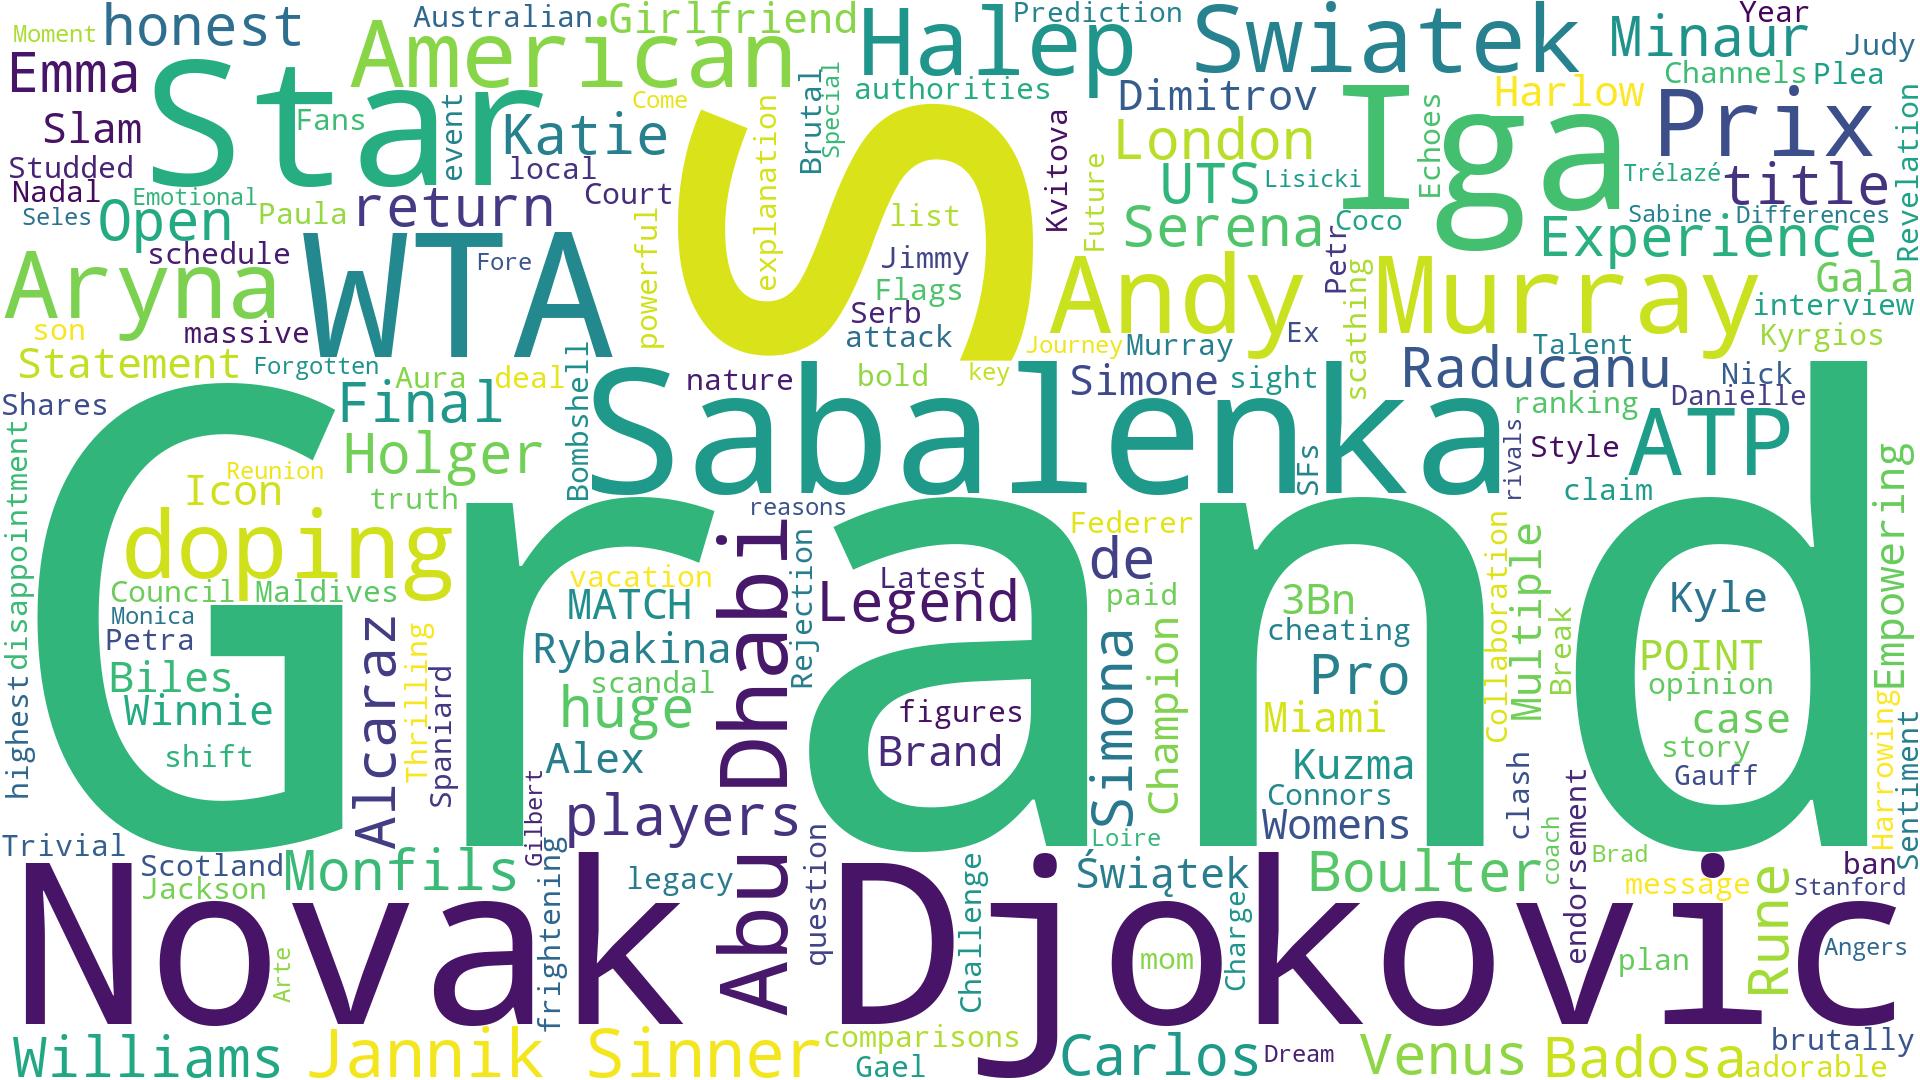 Moment
honest
Australian
Girlfriend
Prediction
Year
Emma
Star
American
Halep
Swiatek
Minaur
Judy
Slam
Fans
event
Katie
Come
Brutal
Special
authorities
Dimitrov
Harlow
Channels
Plea
Studded
local
explanation
S
Kvitova
London
Iga
Echoes
Prix
Revelation
Nadal
Emotional
Court
Future
UTS
Lisicki
Trélazé
title
Seles
Open
Paula
return
powerful
list
Serena
Coco
Sabine
Differences
schedule
WTA
Fore
Jimmy
Petr
Experience
Aryna
Flags
Andy
Murray
Gala
son
massive
Serb
scathing
interview
Statement
attack
Journey
Murray
Ex
Talent
Kyrgios
Forgotten
Aura
deal
Bombshell
nature
bold
key
Simone
sight
Raducanu
Nick
Shares
Final
Sabalenka
Danielle
ranking
disappointment
Holger
SFs
rivals
Style
ATP
Reunion
Icon
truth
claim
Grand
doping
reasons
Federer
Empowering
Council
Maldives
vacation
Abu Dhabi
Rejection
Latest
de
Collaboration
Multiple
Monica
MATCH
Legend
paid
3Bn
Break
Kyle
Petra
Alcaraz
Thrilling
Rybakina
Simona
Champion
cheating
POINT
Biles
Spaniard
scandal
Pro
opinion
highest
Winnie
huge
figures
Miami
case
Harrowing
Sentiment
shift
Alex
Brand
Kuzma
clash
story
Gilbert
Connors
endorsement
Gauff
players
question
Womens
coach
Trivial
Loire
Brad
Scotland
Monfils
frightening
legacy
Challenge
Świątek
Boulter
message
ban
Jackson
Charge
Rune
Stanford
Novak
Djokovic
Arte
mom
plan
Angers
Williams
Jannik Sinner
comparisons
Carlos
Dream
Venus
Badosa
brutally
Gael
adorable